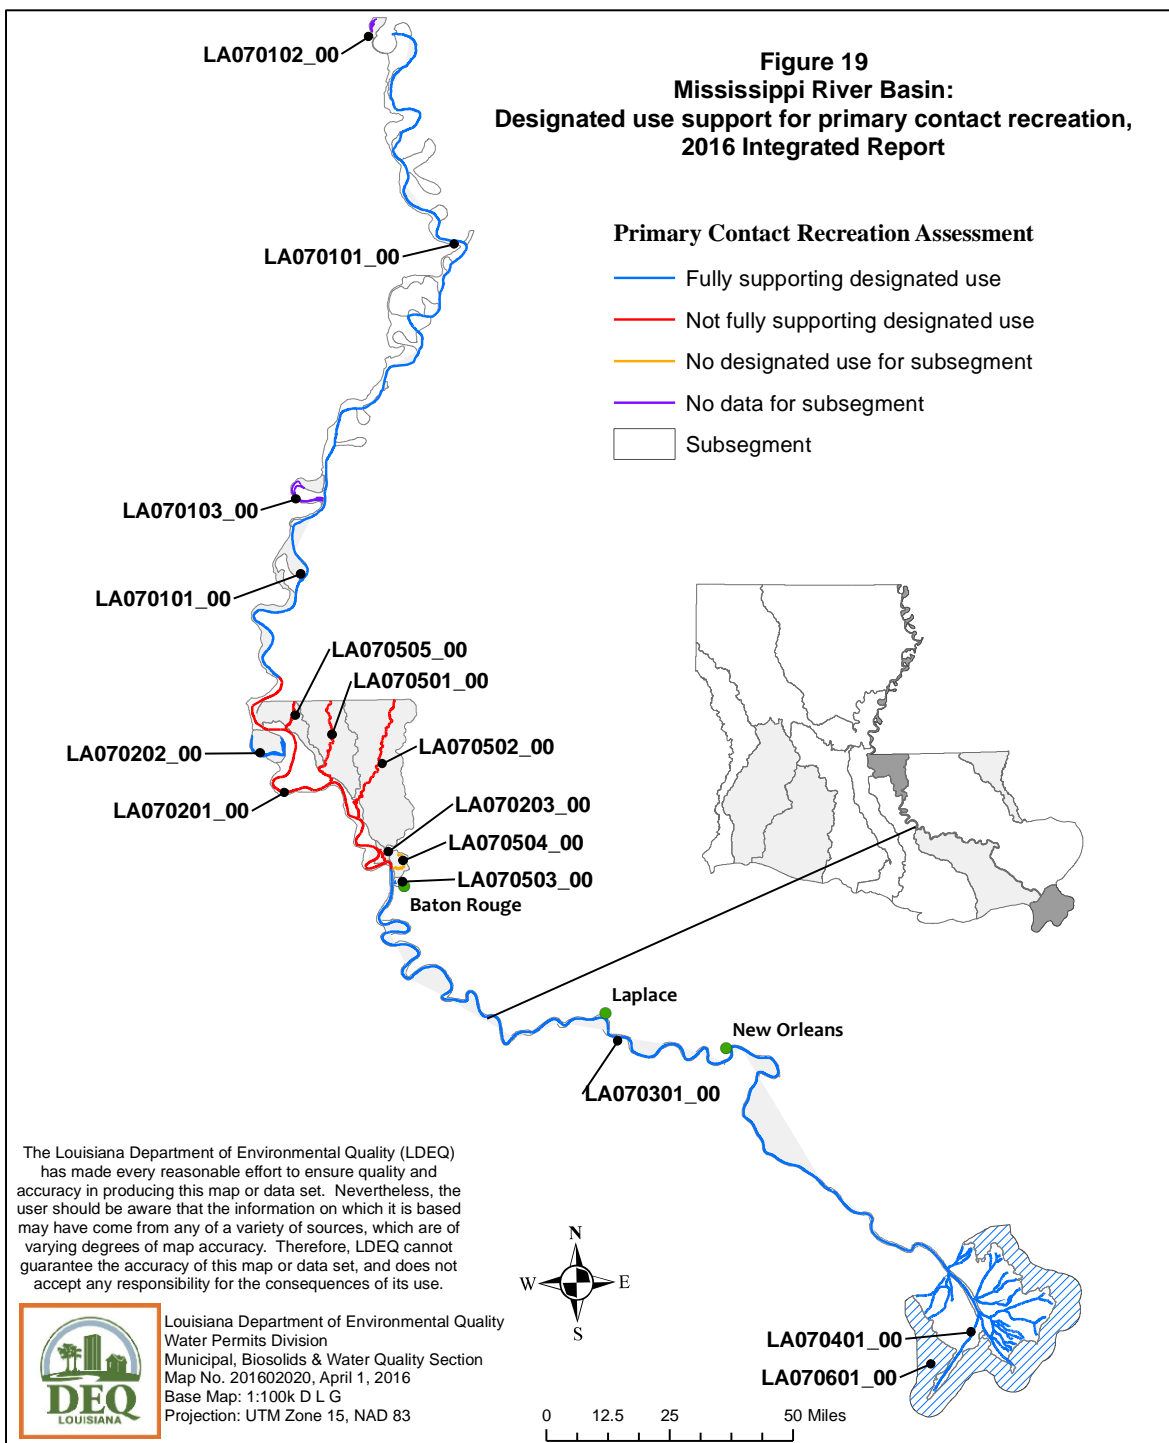 Figure 19
Mississippi River Basin:
Designated use support for primary contact recreation,
2016 Integrated Report
Primary Contact Recreation Assessment
Fully supporting designated use
Not fully supporting designated use
No designated use for subsegment
No data for subsegment
Subsegment
LA070102_00
LA070101_00
LA070103_00
LA070101_00
LA070505_00
LA070501_00
LA070502_00
LA070202_00
LA070201_00
LA070203_00
LA070504_00
LA070503_00
Baton Rouge
Laplace
New Orleans
LA070301_00
LA070401_00
LA070601_00
The Louisiana Department of Environmental Quality (LDEQ)
has made every reasonable effort to ensure quality and
accuracy in producing this map or data set. Nevertheless, the
user should be aware that the information on which it is based
may have come from any of a variety of sources, which are of
varying degrees of map accuracy. Therefore, LDEQ cannot
guarantee the accuracy of this map or data set, and does not
accept any responsibility for the consequences of its use.
N
W
E
S
DEQ
LOUISIANA
Louisiana Department of Environmental Quality
Water Permits Division
Municipal, Biosolids & Water Quality Section
Map No. 201602020, April 1, 2016
Base Map: 1:100k D L G
Projection: UTM Zone 15, NAD 83
0 12.5 25 50 Miles